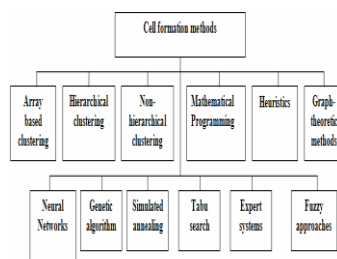 Cell formation methods
Array
based
clustering
Hierarchical
clustering
Non-
hierarchical
clustering
Mathematical
Programming
Heuristics
Graph-
theoretic
methods
Neural
Networks
Genetic
algorithm
Simulated
annealing
Tabu
search
Expert
systems
Fuzzy
approaches